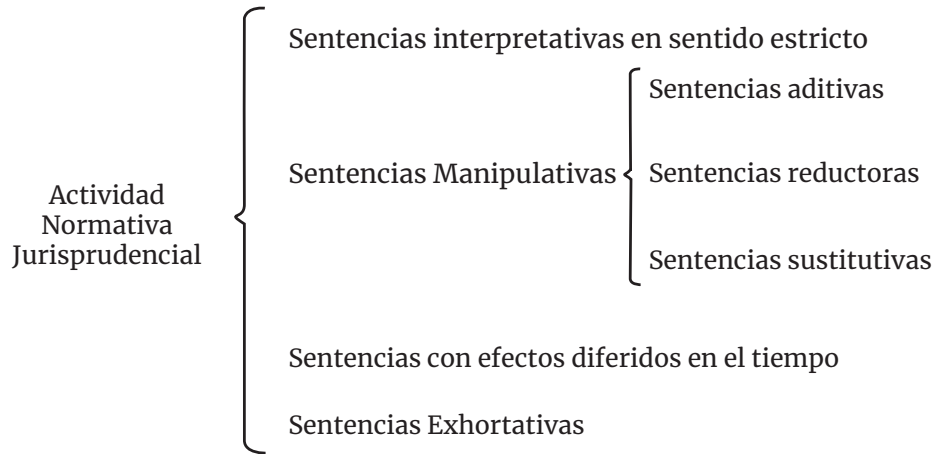 Actividad
Normativa
Jurisprudencial
Sentencias interpretativas en sentido estricto
Sentencias Manipulativas
Sentencias aditivas
Sentencias reductoras
Sentencias sustitutivas
Sentencias con efectos diferidos en el tiempo
Sentencias Exhortativas